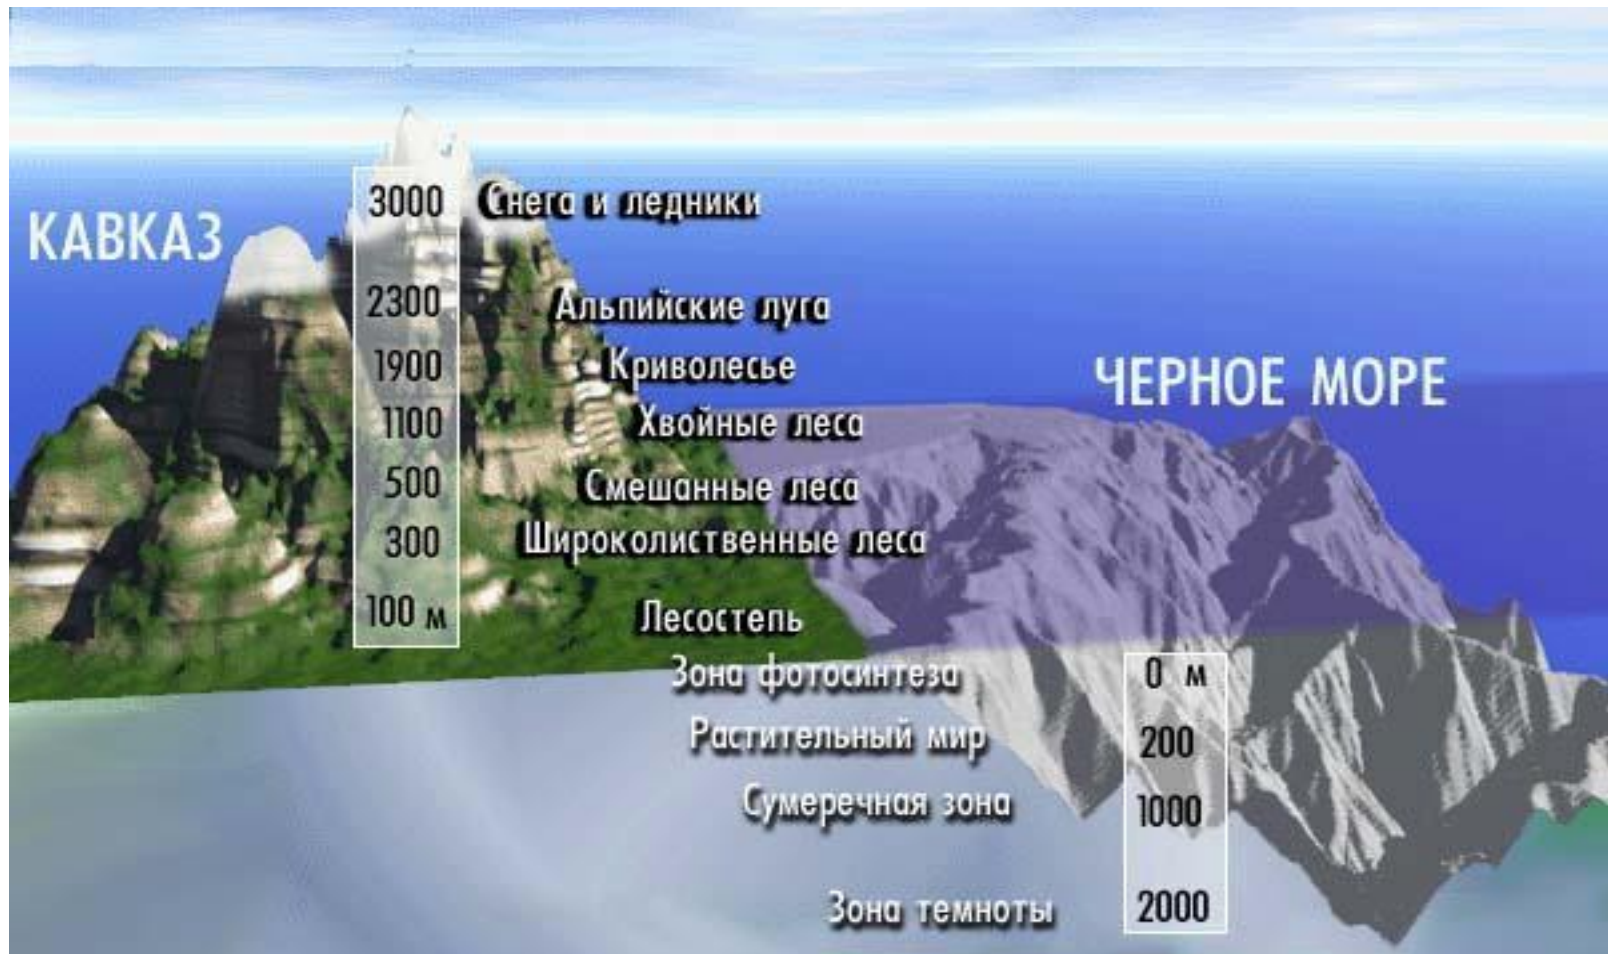 КАВКАЗ
3000 Снега и ледники
2300 Альпийские луга
1900 Криволесье
ЧЕРНОЕ МОРЕ
1100 Хвойные леса
500 Смешанные леса
300 Широколиственные леса
100 м Лесостепь
Зона фотосинтеза 0 м
Растительный мир 200
Сумеречная зона 1000
Зона темноты 2000